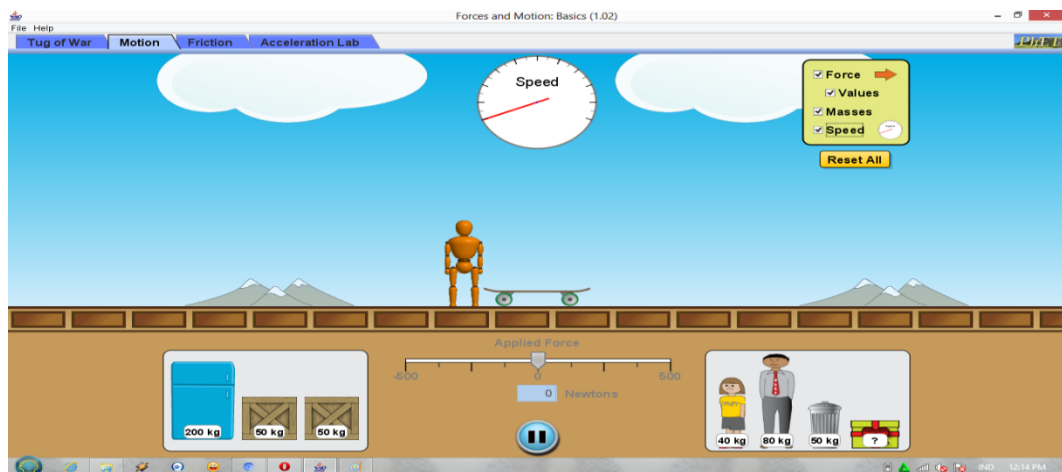 Forces and Motion: Basics (1.02)
File Help
Tug of War Motion Friction Acceleration Lab
PhET
Speed
Force
Values
Masses
Speed
Reset All
Applied Force
-500 0 500
0 Newtons
200 kg 50 kg 50 kg
40 kg 80 kg 50 kg ?
IND 12:14 PM